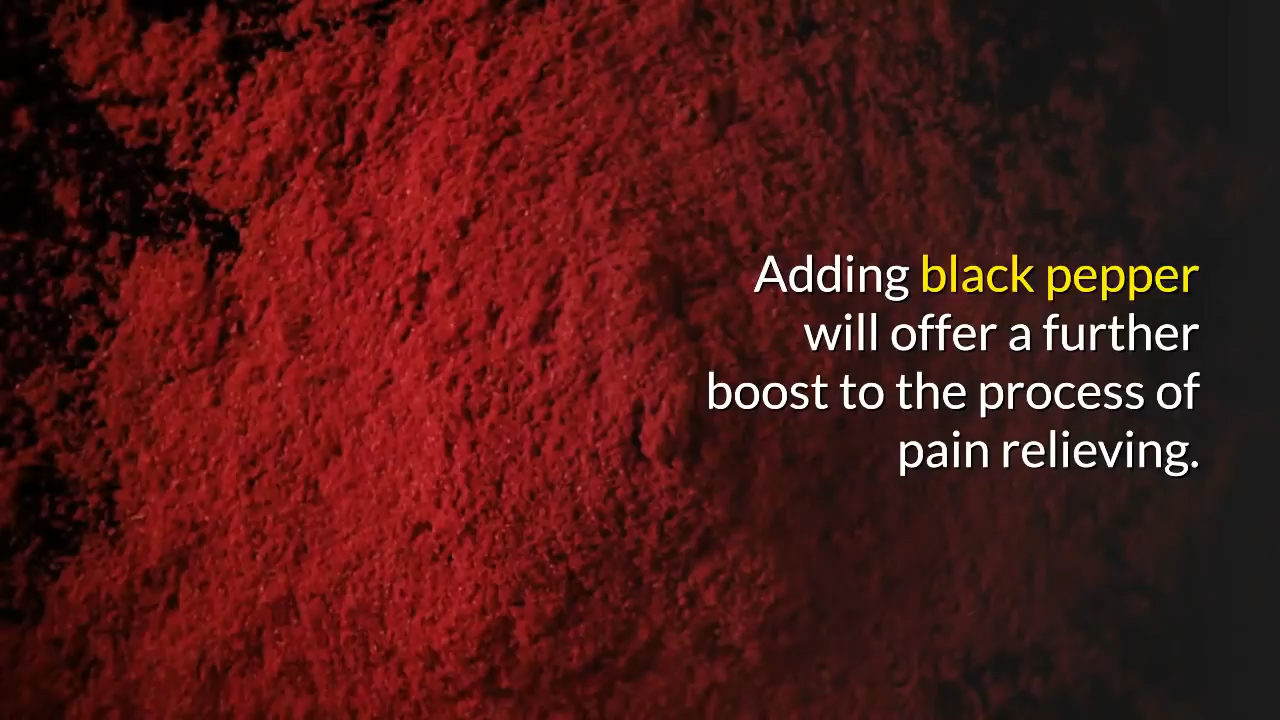 Adding black pepper
will offer a further
boost to the process of
pain relieving.